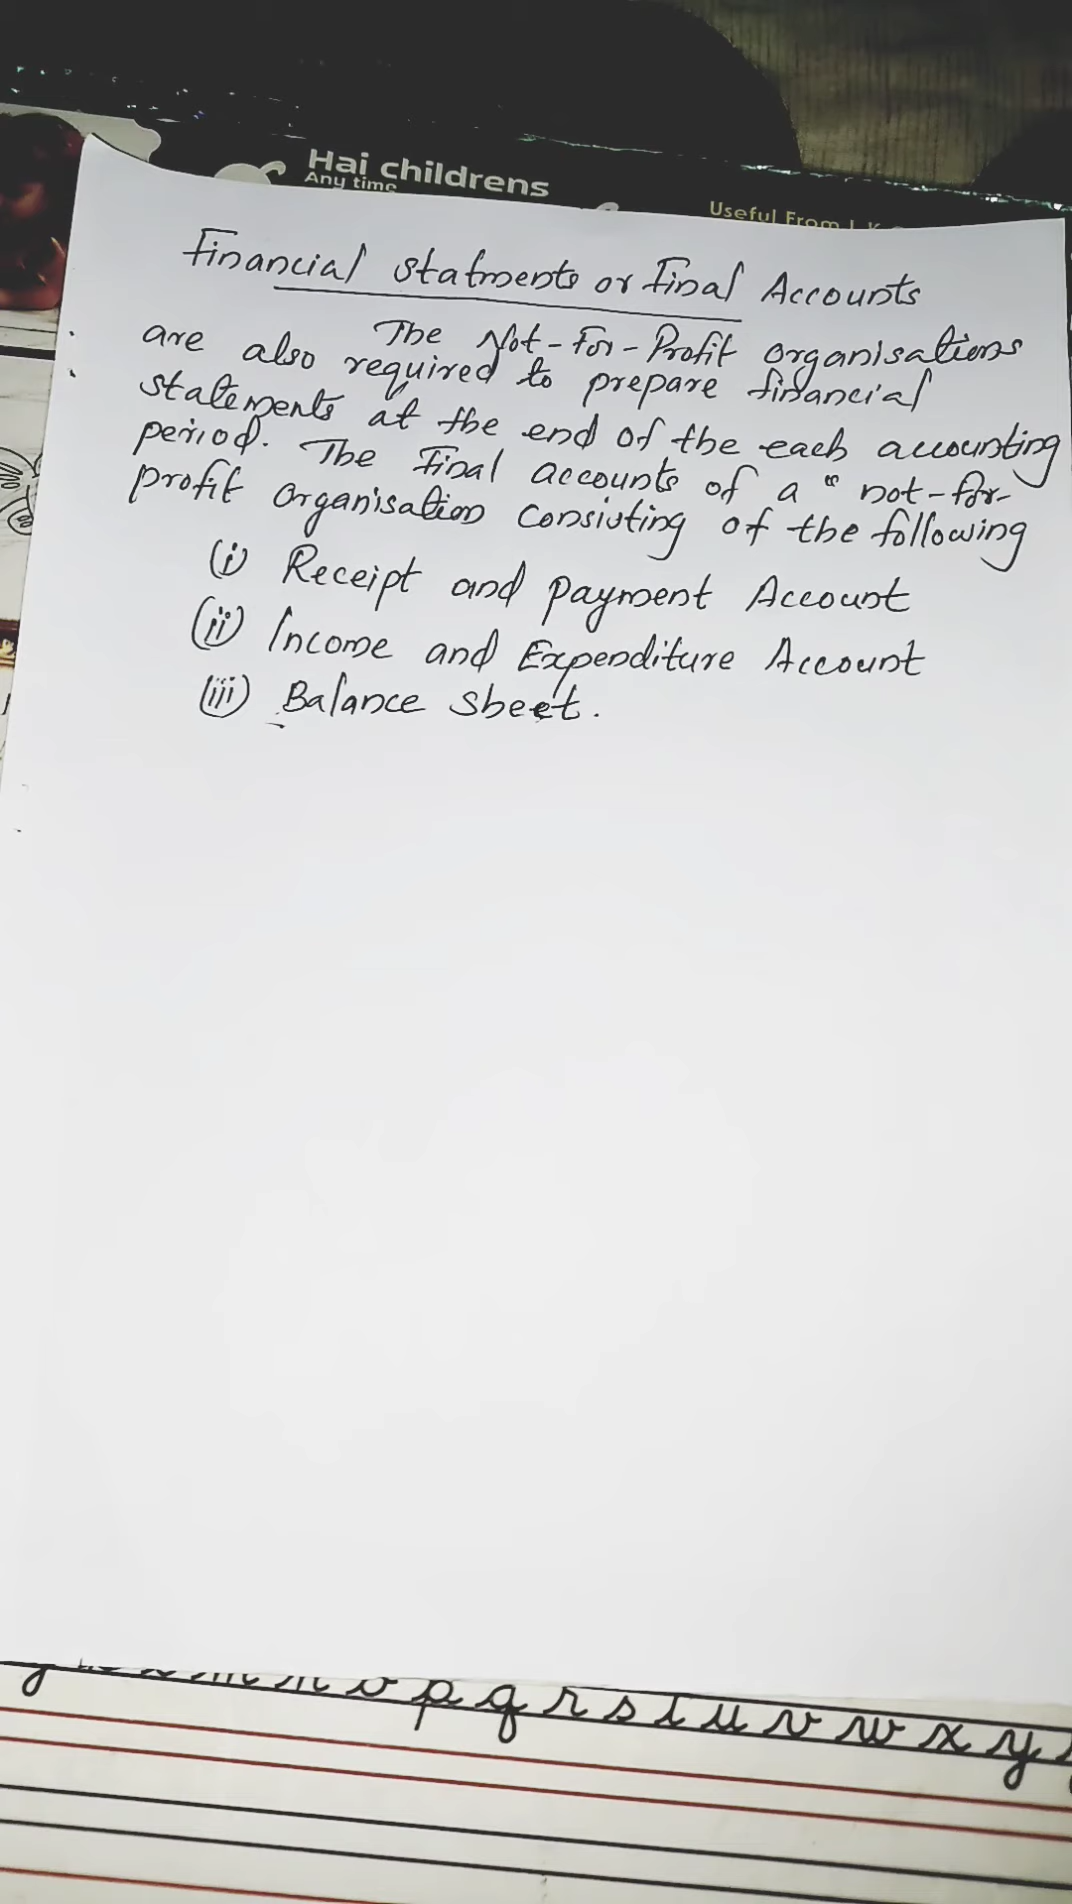 Hai childrens
Any time
Useful From
Financial statments or Final Accounts
The Not-For-Profit organisations
are also required to prepare financial
statements at the end of the each accounting
period. The Final accounts of a " not-for-
profit organisation consisting of the following
(i) Receipt and payment Account
(ii) Income and Expenditure Account
(iii) Balance sheet.
m n o p q r s t u v w x y